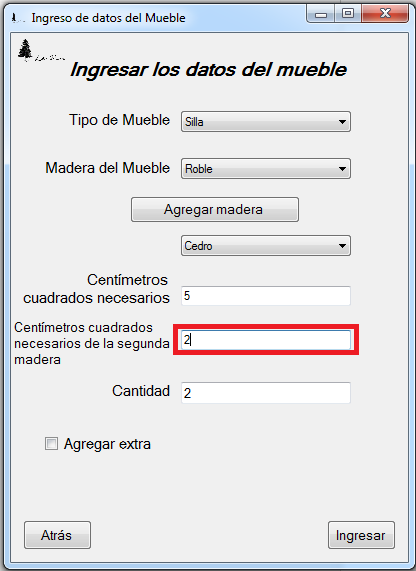 Ingreso de datos del Mueble
Ingresar los datos del mueble
Tipo de Mueble Silla
Madera del Mueble Roble
Agregar madera
Cedro
Centímetros
cuadrados necesarios 5
Centímetros cuadrados
necesarios de la segunda 2
madera
Cantidad 2
Agregar extra
Atrás Ingresar